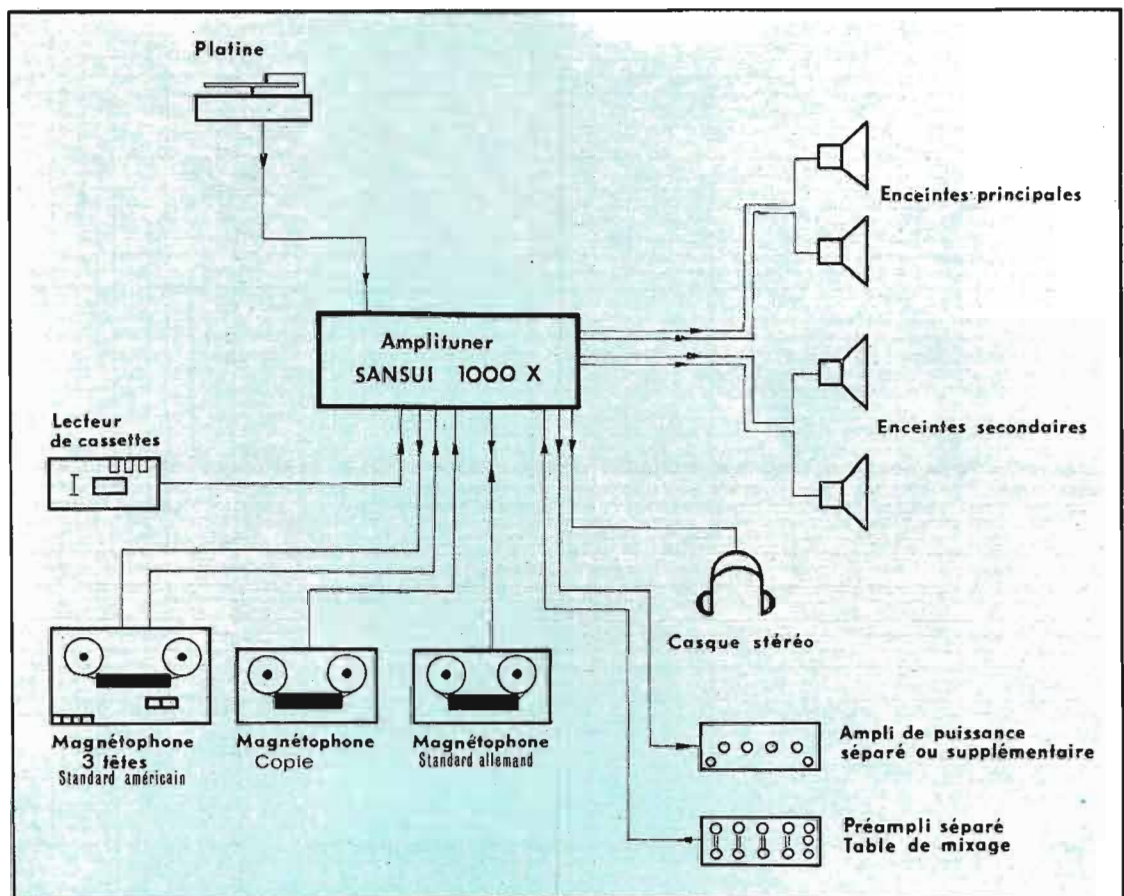 Platine
Enceintes principales
Amplituner
SANSUI 1000 X
Lecteur
de cassettes
Enceintes secondaires
Casque stéréo
Magnétophone
3 têtes
Standard américain
Magnétophone
Copie
Magnétophone
Standard allemand
Ampli de puissance
séparé ou supplémentaire
Préampli séparé
Table de mixage